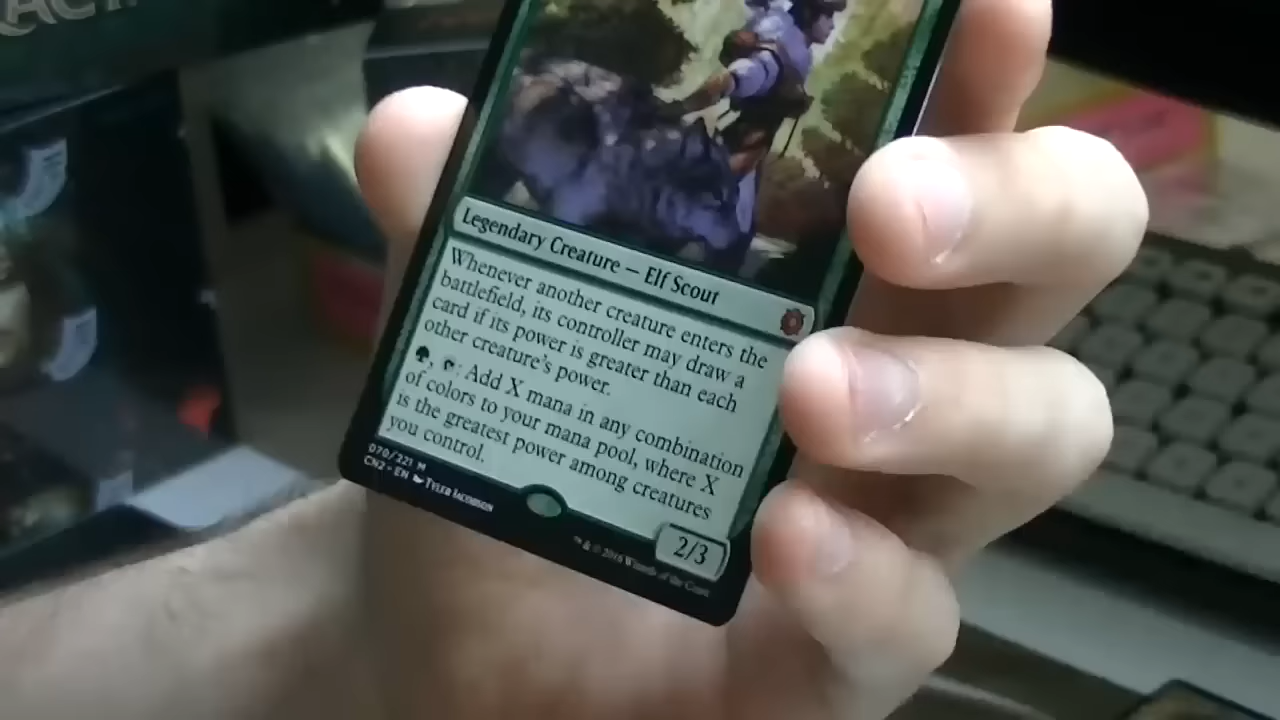 Legendary Creature — Elf Scout
Whenever another creature enters the
battlefield, its controller may draw a
card if its power is greater than each
other creature's power.
, : Add X mana in any combination
of colors to your mana pool, where X
is the greatest power among creatures
you control.
070/221 M
CN2 • EN Tyler Jacobson
2/3
™ & © 2016 Wizards of the Coast